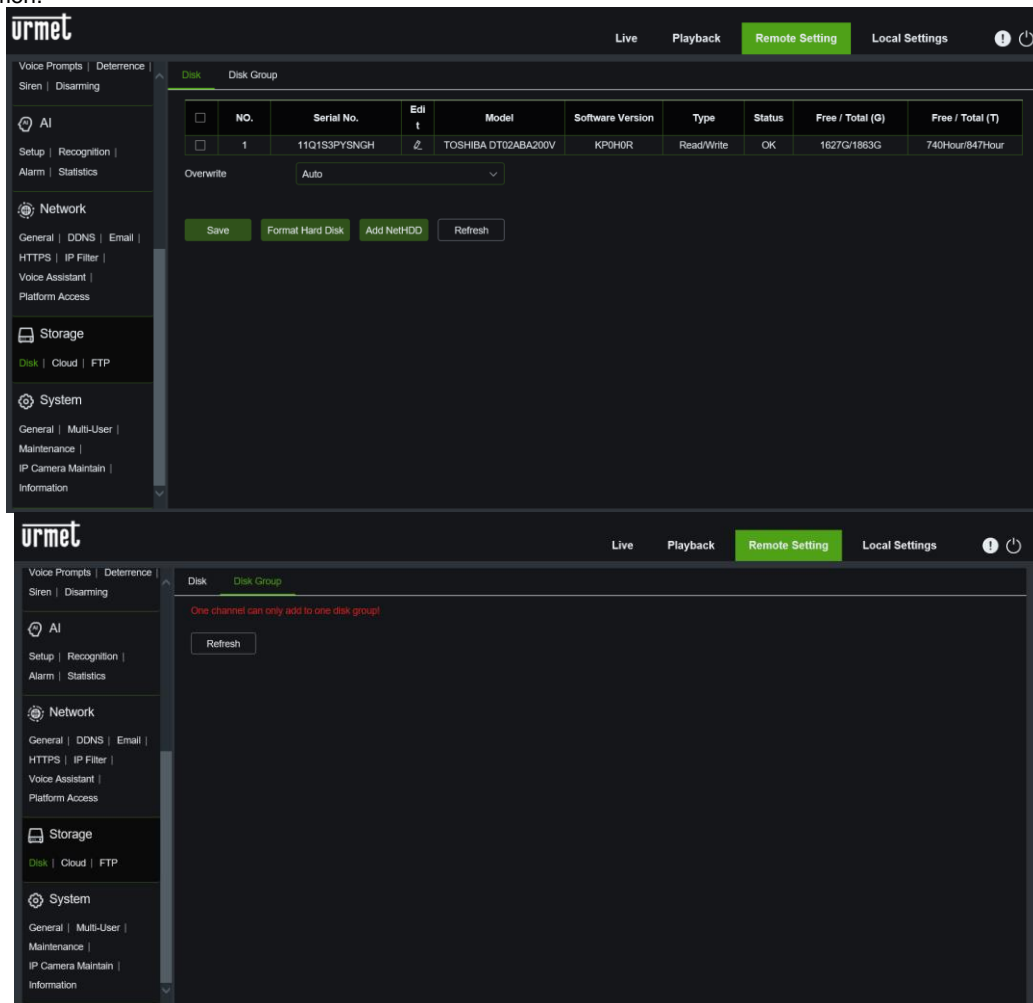 urmet
Live Playback Remote Setting Local Settings
Voice Prompts | Deterrence |
Siren | Disarming
AI
Setup | Recognition |
Alarm | Statistics
Network
General | DDNS | Email |
HTTPS | IP Filter |
Voice Assistant |
Platform Access
Storage
Disk | Cloud | FTP
System
General | Multi-User |
Maintenance |
IP Camera Maintain |
Information
Disk Disk Group
NO. Serial No. Edi
t Model Software Version Type Status Free / Total (G) Free / Total (T)
1 11Q1S3PYSNGH TOSHIBA DT02ABA200V KP0H0R Read/Write OK 1627G/1863G 740Hour/847Hour
Overwrite Auto
Save Format Hard Disk Add NetHDD Refresh
urmet
Live Playback Remote Setting Local Settings
Voice Prompts | Deterrence |
Siren | Disarming
AI
Setup | Recognition |
Alarm | Statistics
Network
General | DDNS | Email |
HTTPS | IP Filter |
Voice Assistant |
Platform Access
Storage
Disk | Cloud | FTP
System
General | Multi-User |
Maintenance |
IP Camera Maintain |
Information
Disk Disk Group
One channel can only add to one disk group!
Refresh